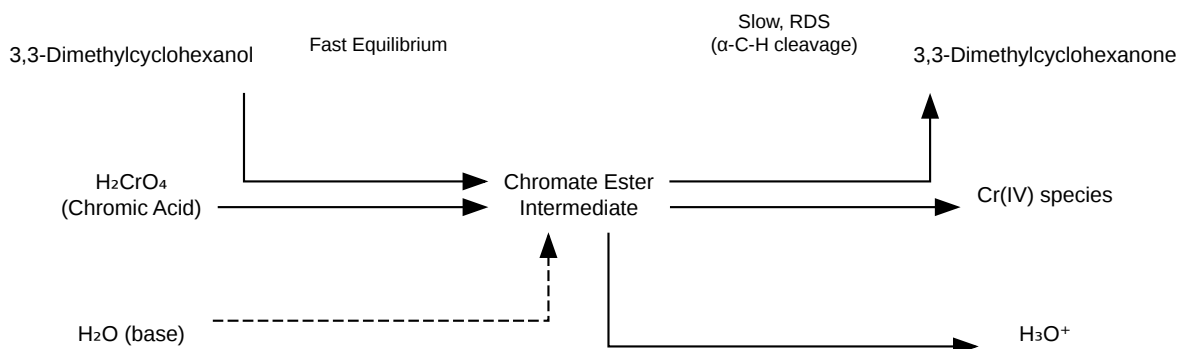 3,3-Dimethylcyclohexanol
Fast Equilibrium
Slow, RDS
(α-C-H cleavage)
3,3-Dimethylcyclohexanone
H₂CrO₄
(Chromic Acid)
Chromate Ester
Intermediate
Cr(IV) species
H₂O (base)
H₃O⁺